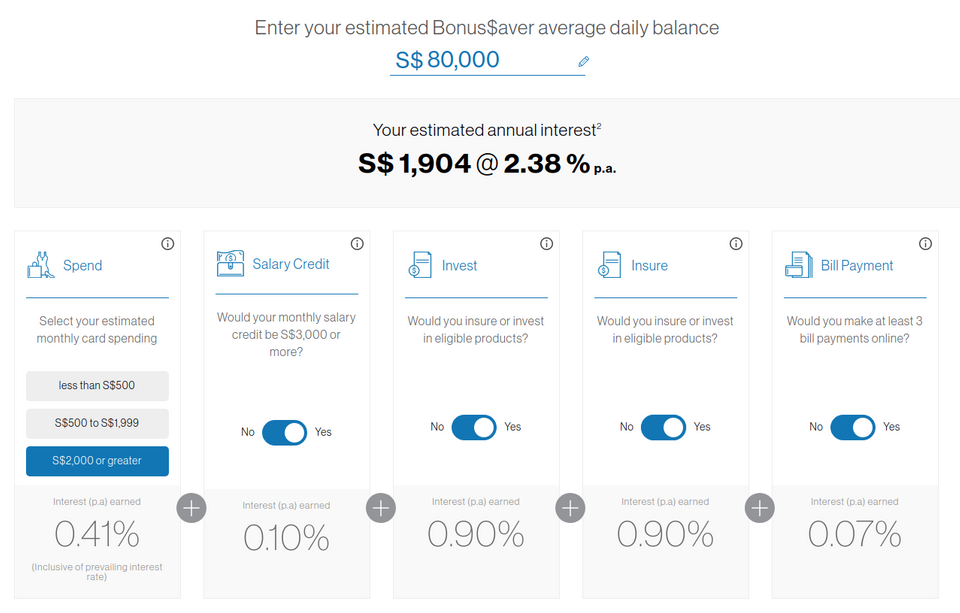 Enter your estimated Bonus$aver average daily balance
S$ 80,000
Your estimated annual interest2
S$ 1,904 @ 2.38 % p.a.
Spend
Select your estimated
monthly card spending
less than S$500
S$500 to S$1,999
S$2,000 or greater
Interest (p.a) earned
0.41%
(Inclusive of prevailing interest
rate)
Salary Credit
Would your monthly salary
credit be S$3,000 or
more?
No Yes
Interest (p.a) earned
0.10%
Invest
Would you insure or invest
in eligible products?
No Yes
Interest (p.a) earned
0.90%
Insure
Would you insure or invest
in eligible products?
No Yes
Interest (p.a) earned
0.90%
Bill Payment
Would you make at least 3
bill payments online?
No Yes
Interest (p.a) earned
0.07%